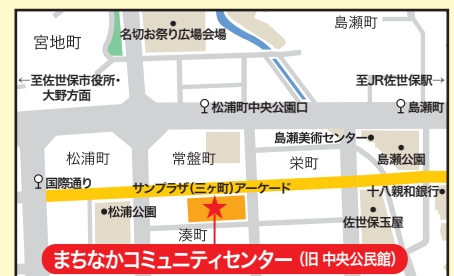 島瀬町
宮地町
名切お祭り広場会場
←至佐世保市役所・
大野方面
至JR佐世保駅→
松浦町中央公園口
島瀬町
島瀬美術センター
松浦町
常盤町
栄町
島瀬公園
国際通り
サンプラザ(三ヶ町)アーケード
十八親和銀行
松浦公園
佐世保玉屋
湊町
まちなかコミュニティセンター (旧 中央公民館)